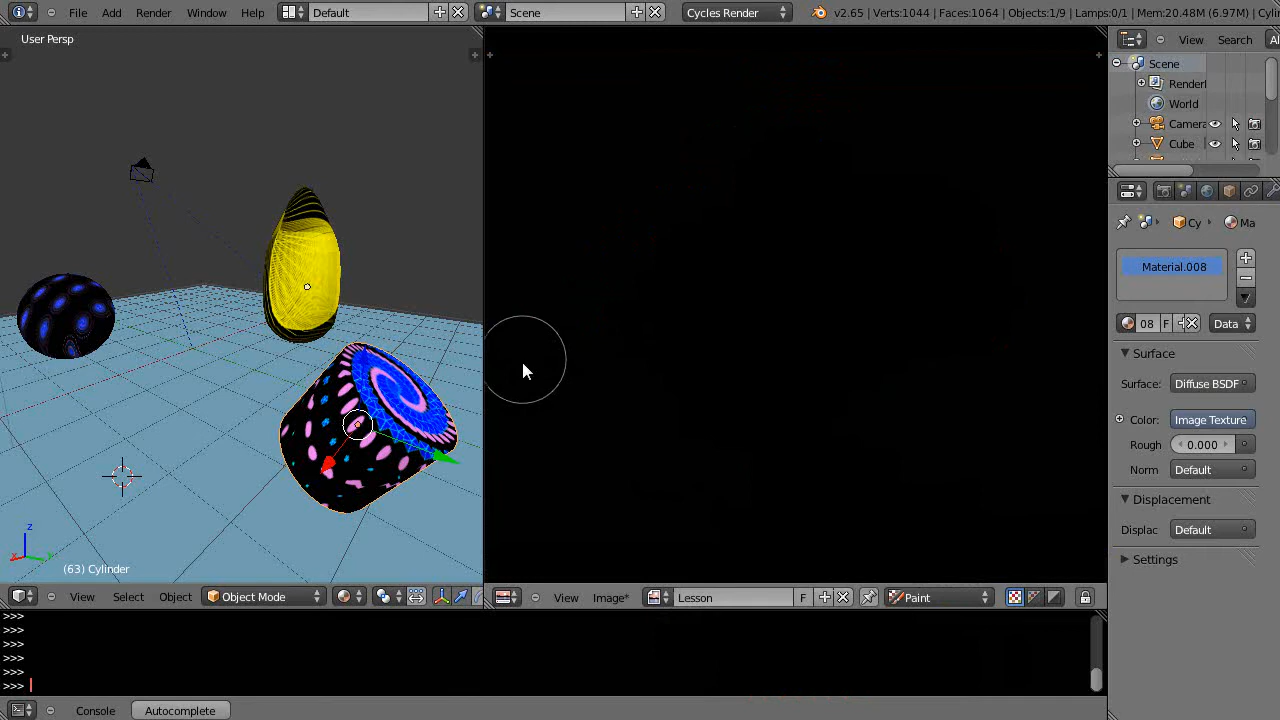 File Add Render Window Help Default Scene Cycles Render v2.65 | Verts:1044 | Faces:1064 | Objects:1/9 | Lamps:0/1 | Mem:20.48M (6.97M) | Cylin
User Persp
View Search Al
Scene
Renderl
World
Camera
Cube
Cy Ma
Material.008
08 F Data
Surface
Surface: Diffuse BSDF
Color: Image Texture
Rough 0.000
Norm Default
Displacement
Displac Default
Settings
z
x y
(63) Cylinder
View Select Object Object Mode View Image* Lesson F Paint
>>>
>>>
>>>
>>>
>>>
>>>
Console Autocomplete